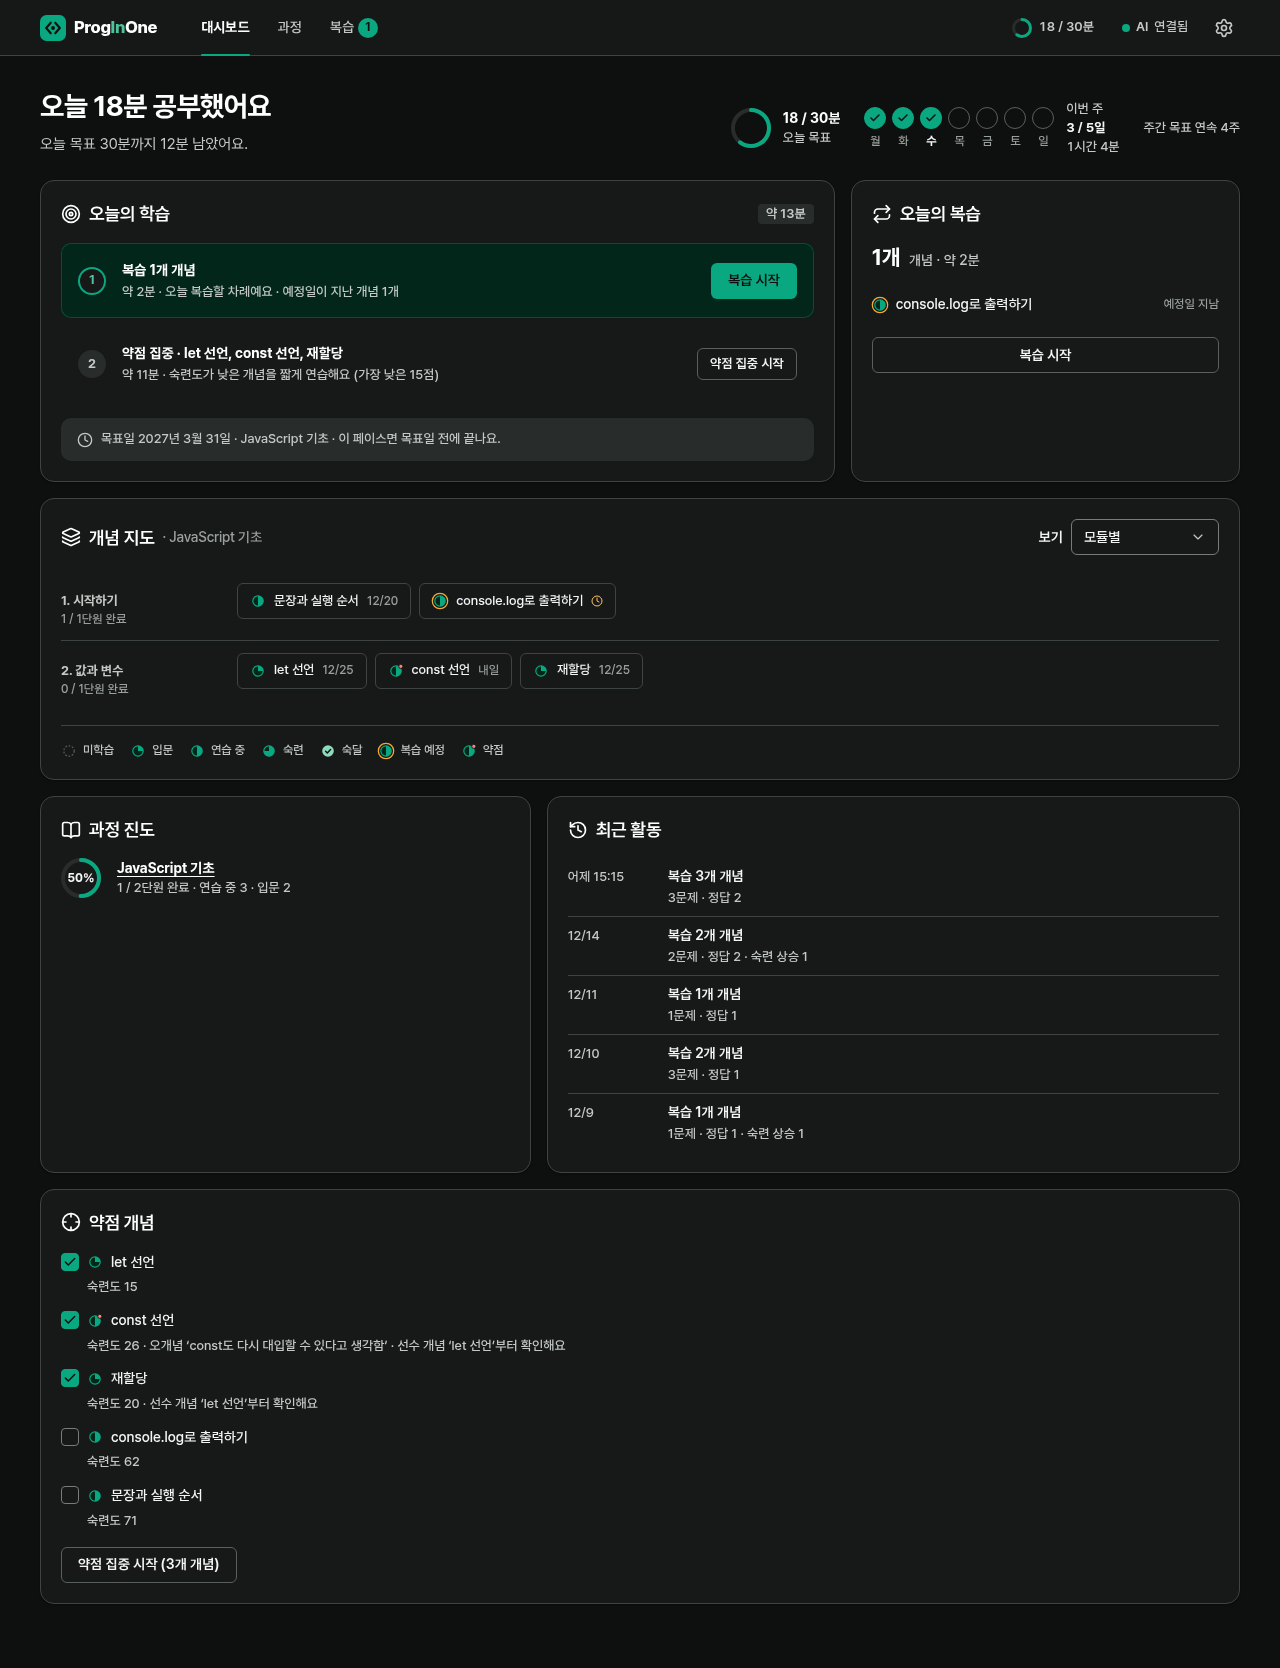 ProgInOne 대시보드 과정 복습 1 18 / 30분 AI 연결됨
오늘 18분 공부했어요
오늘 목표 30분까지 12분 남았어요.
18 / 30분
오늘 목표
월 화 수 목 금 토 일
이번 주
3 / 5일
1시간 4분
주간 목표 연속 4주
오늘의 학습 약 13분
1 복습 1개 개념
약 2분 · 오늘 복습할 차례예요 · 예정일이 지난 개념 1개
복습 시작
2 약점 집중 · let 선언, const 선언, 재할당
약 11분 · 숙련도가 낮은 개념을 짧게 연습해요 (가장 낮은 15점)
약점 집중 시작
목표일 2027년 3월 31일 · JavaScript 기초 · 이 페이스면 목표일 전에 끝나요.
오늘의 복습
1개 개념 · 약 2분
console.log로 출력하기 예정일 지남
복습 시작
개념 지도 · JavaScript 기초 보기 모듈별
1. 시작하기
1 / 1단원 완료
문장과 실행 순서 12/20 console.log로 출력하기
2. 값과 변수
0 / 1단원 완료
let 선언 12/25 const 선언 내일 재할당 12/25
미학습 입문 연습 중 숙련 숙달 복습 예정 약점
과정 진도
50% JavaScript 기초
1 / 2단원 완료 · 연습 중 3 · 입문 2
최근 활동
어제 15:15 복습 3개 개념
3문제 · 정답 2
12/14 복습 2개 개념
2문제 · 정답 2 · 숙련 상승 1
12/11 복습 1개 개념
1문제 · 정답 1
12/10 복습 2개 개념
3문제 · 정답 1
12/9 복습 1개 개념
1문제 · 정답 1 · 숙련 상승 1
약점 개념
let 선언
숙련도 15
const 선언
숙련도 26 · 오개념 ‘const도 다시 대입할 수 있다고 생각함’ · 선수 개념 ‘let 선언’부터 확인해요
재할당
숙련도 20 · 선수 개념 ‘let 선언’부터 확인해요
console.log로 출력하기
숙련도 62
문장과 실행 순서
숙련도 71
약점 집중 시작 (3개 개념)